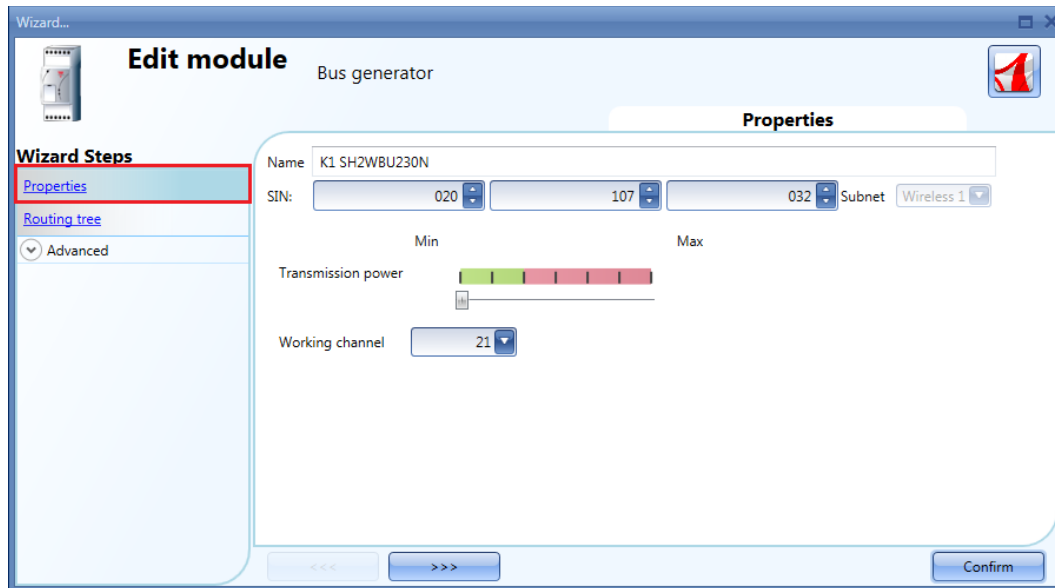 Wizard...
Edit module
Bus generator
Properties
Wizard Steps
Properties
Routing tree
Advanced
Name K1 SH2WBU230N
SIN: 020 107 032 Subnet Wireless 1
Min Max
Transmission power
Working channel 21
<<< >>> Confirm